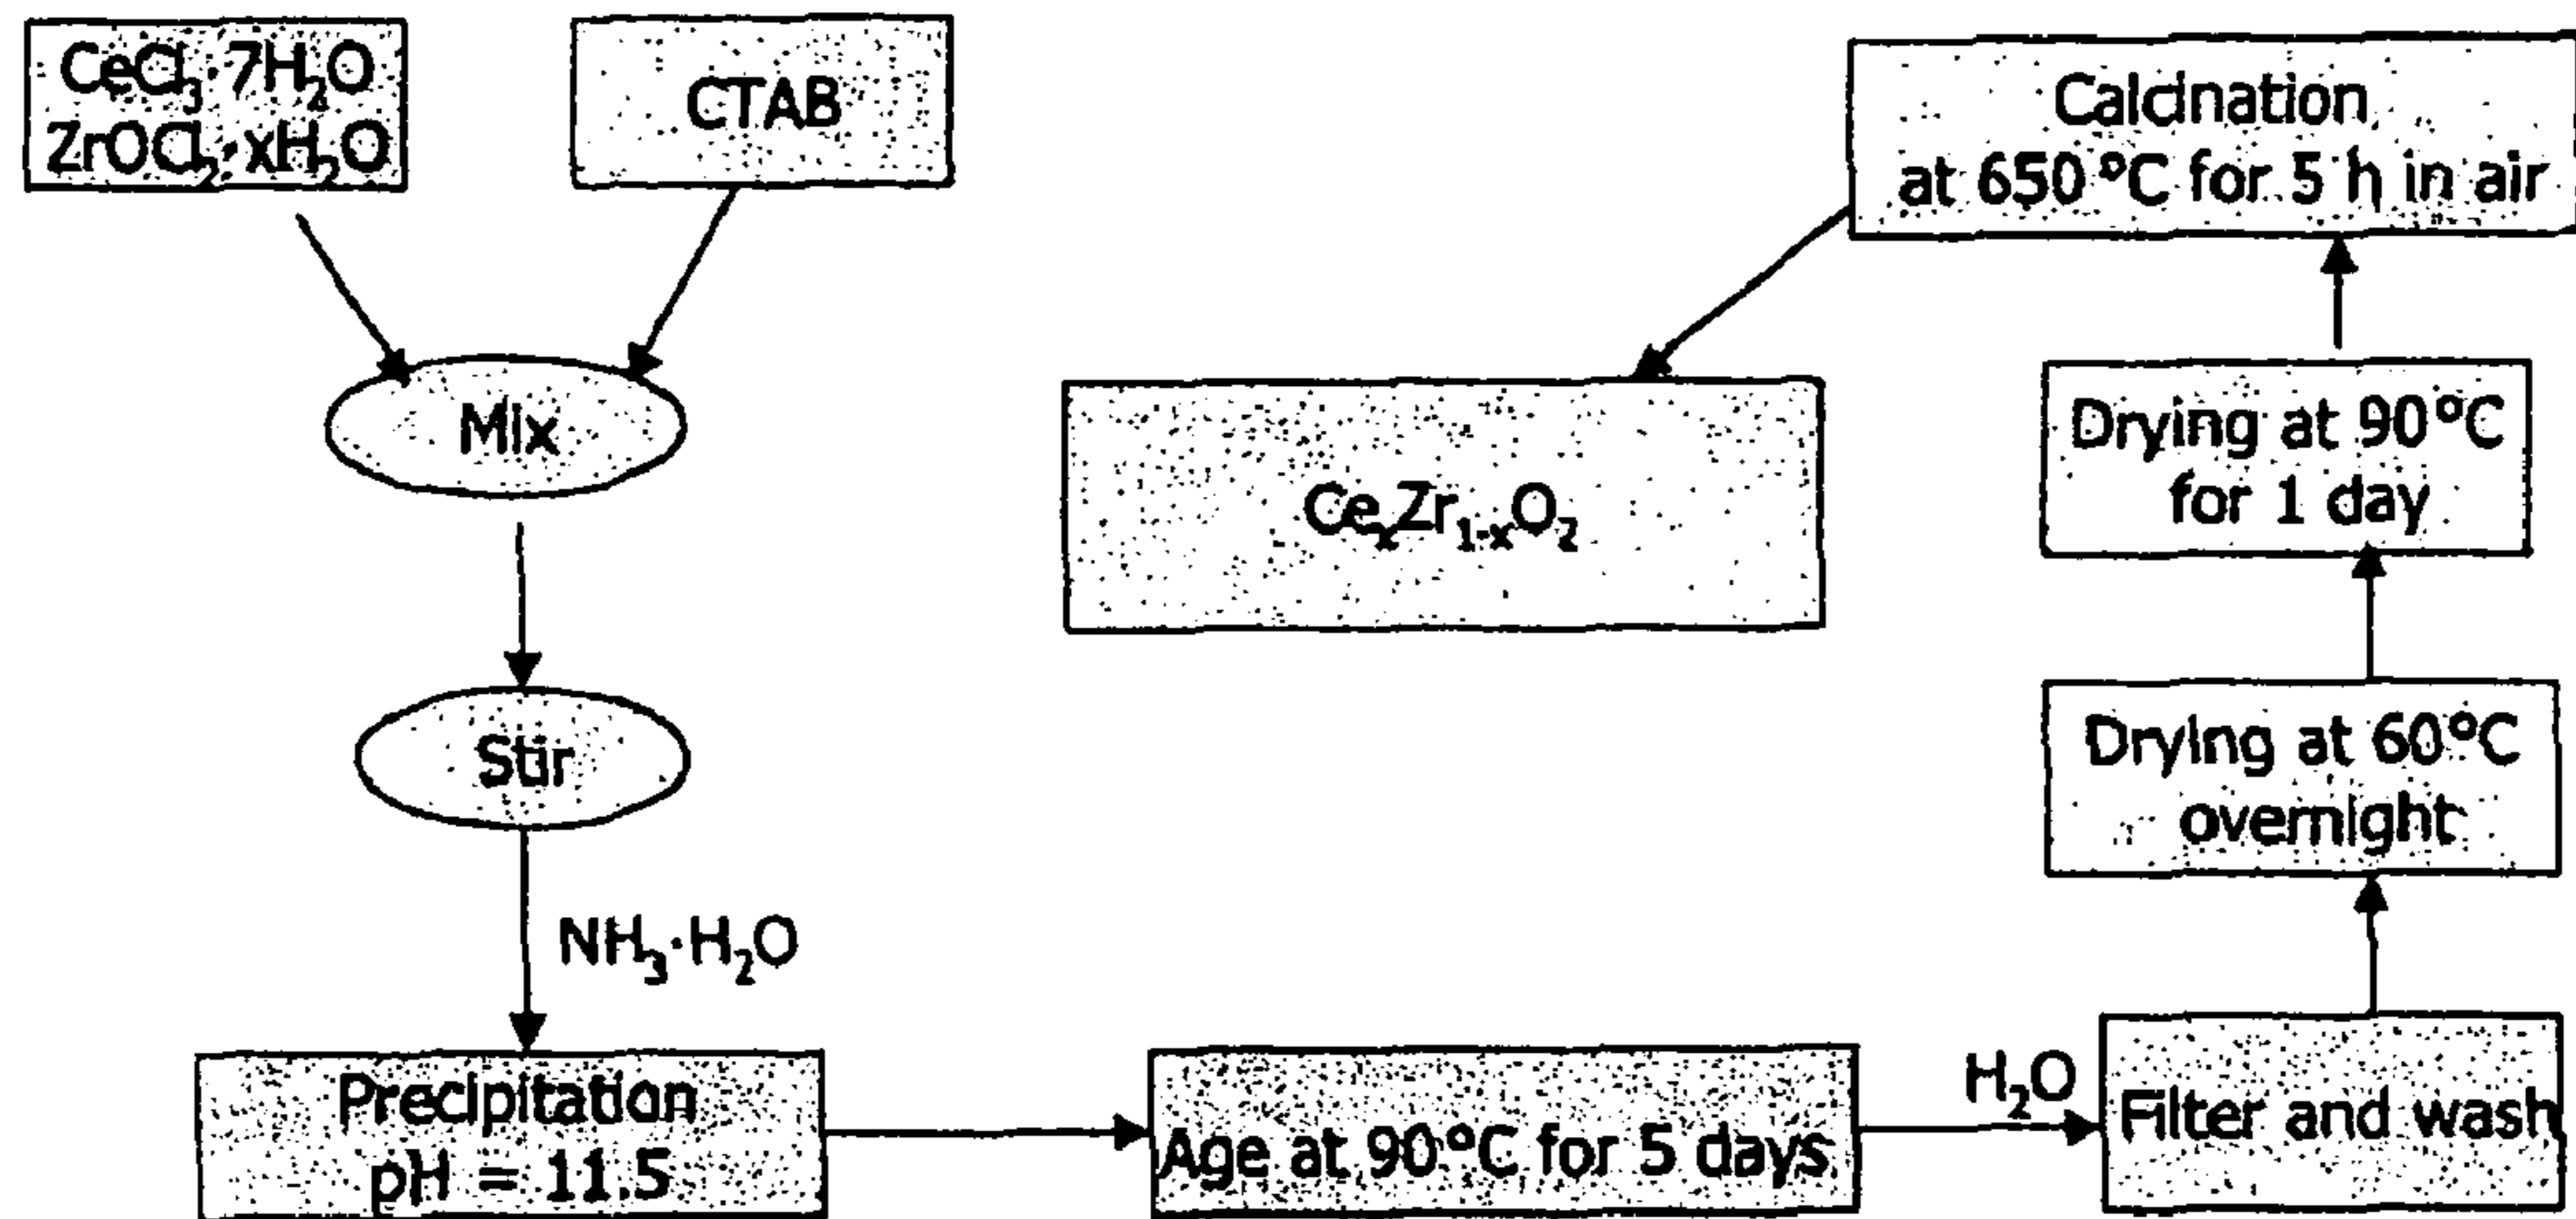 CeCl₃·7H₂O
ZrOCl₂·xH₂O
CTAB
Mix
Stir
NH₃·H₂O
Precipitation
pH = 11.5
Age at 90°C for 5 days
H₂O
Filter and wash
Drying at 60°C
overnight
Drying at 90°C
for 1 day
Calcination
at 650 °C for 5 h in air
CeₓZr₁₋ₓO₂